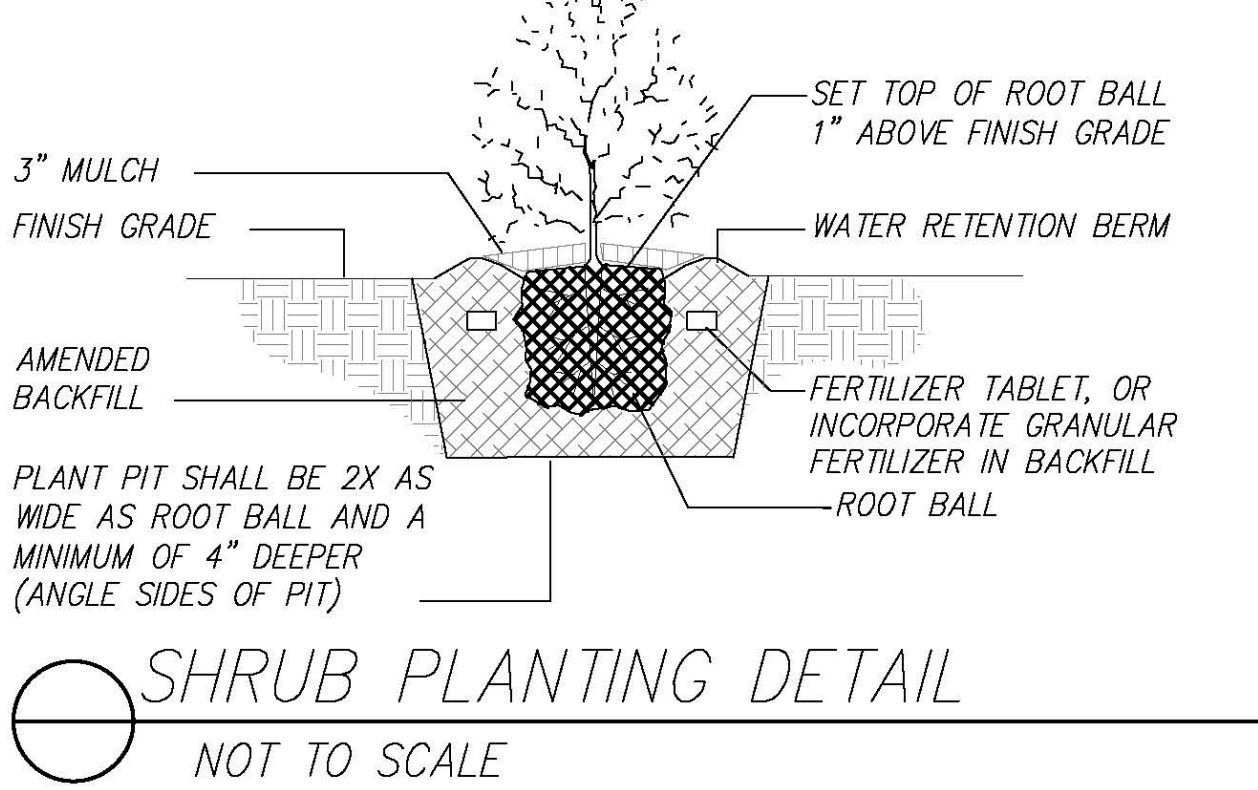 SET TOP OF ROOT BALL
1" ABOVE FINISH GRADE
3" MULCH
FINISH GRADE
WATER RETENTION BERM
AMENDED
BACKFILL
FERTILIZER TABLET, OR
INCORPORATE GRANULAR
FERTILIZER IN BACKFILL
ROOT BALL
PLANT PIT SHALL BE 2X AS
WIDE AS ROOT BALL AND A
MINIMUM OF 4" DEEPER
(ANGLE SIDES OF PIT)
SHRUB PLANTING DETAIL
NOT TO SCALE